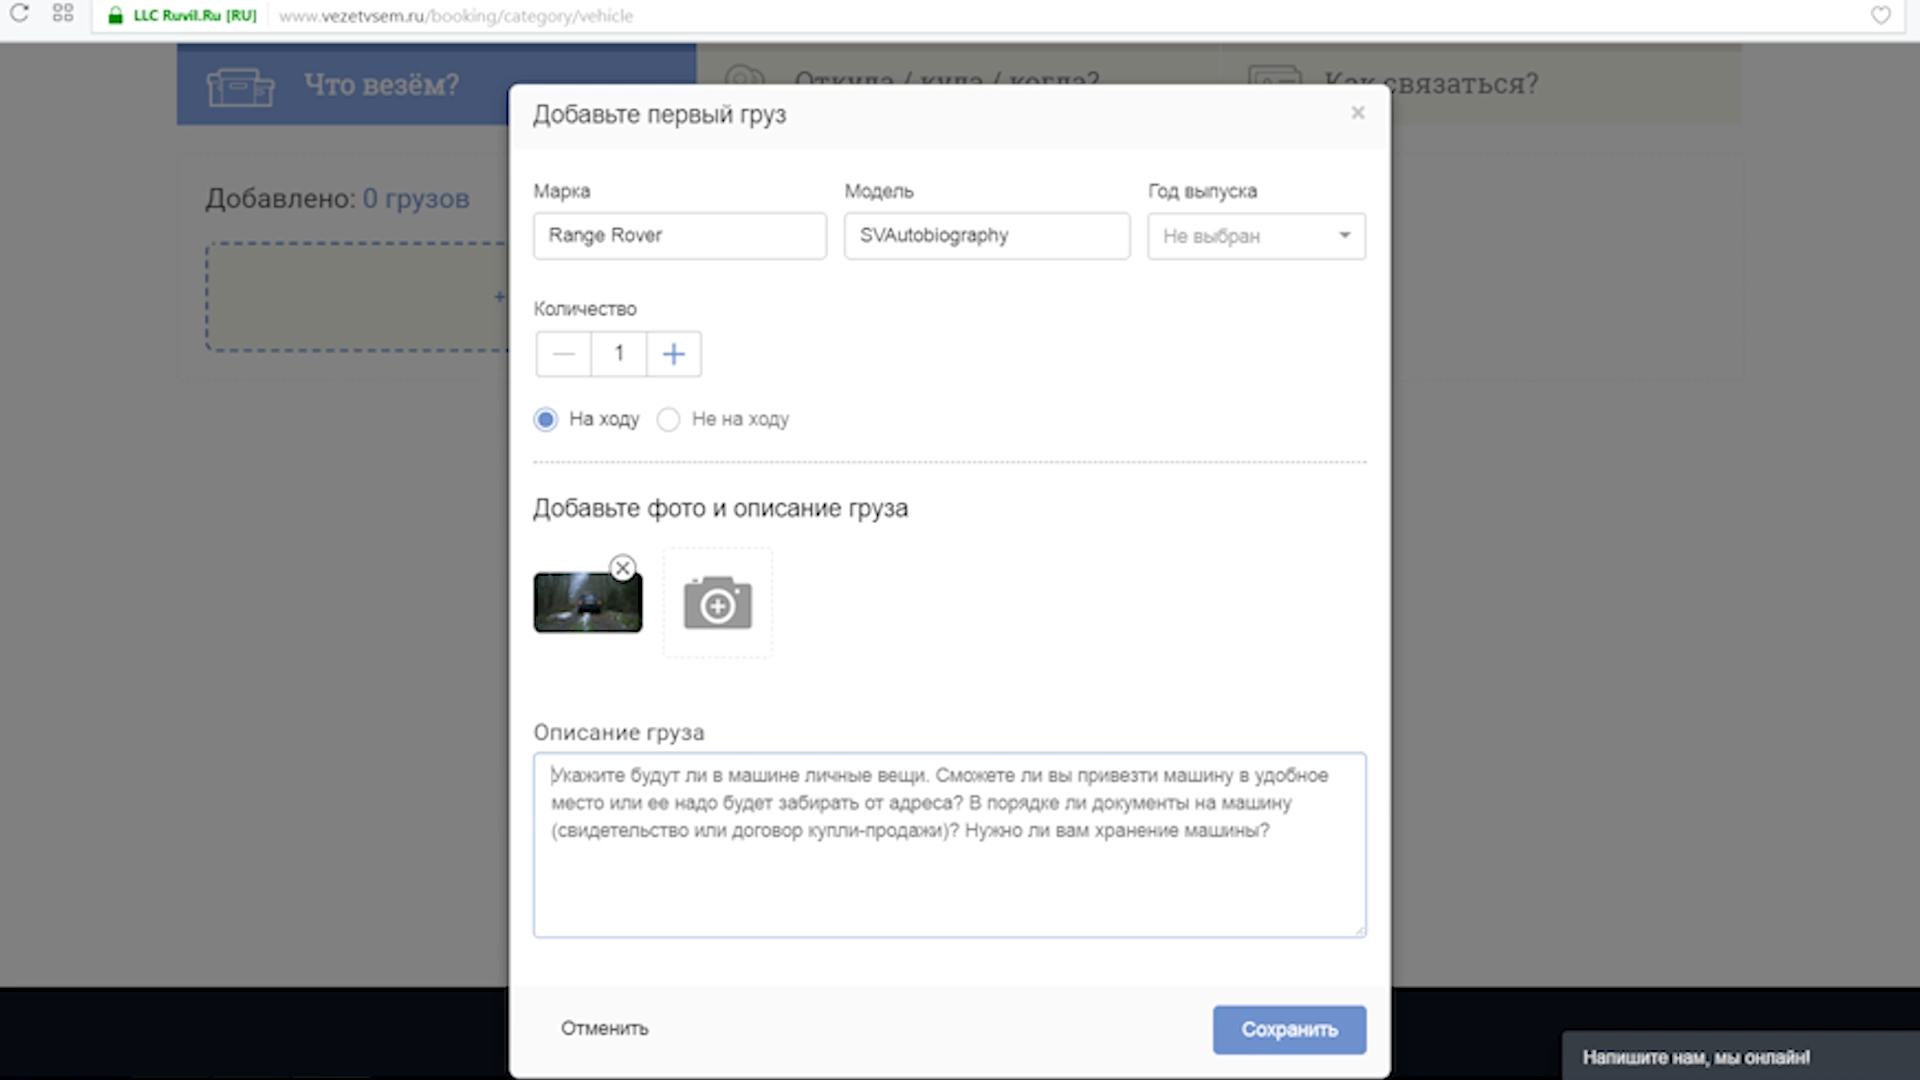 LLC Ruvil.Ru [RU] www.vezetvsem.ru/booking/category/vehicle
Что везём?
Откуда / куда / когда?
Как связаться?
Добавлено: 0 грузов
+
Добавьте первый груз
×
Марка
Модель
Год выпуска
Range Rover
SVAutobiography
Не выбран
Количество
— 1 +
На ходу
Не на ходу
Добавьте фото и описание груза
Описание груза
Укажите будут ли в машине личные вещи. Сможете ли вы привезти машину в удобное
место или ее надо будет забирать от адреса? В порядке ли документы на машину
(свидетельство или договор купли-продажи)? Нужно ли вам хранение машины?
Отменить
Сохранить
Напишите нам, мы онлайн!